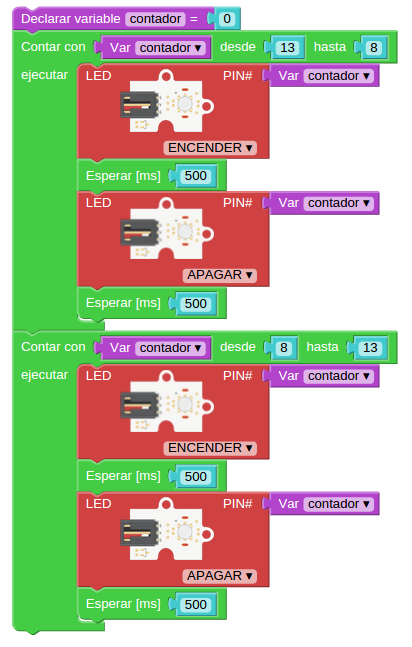 Declarar variable contador = 0
Contar con Var contador ▾ desde 13 hasta 8
ejecutar LED PIN# Var contador ▾
ENCENDER ▾
Esperar [ms] 500
LED PIN# Var contador ▾
APAGAR ▾
Esperar [ms] 500
Contar con Var contador ▾ desde 8 hasta 13
ejecutar LED PIN# Var contador ▾
ENCENDER ▾
Esperar [ms] 500
LED PIN# Var contador ▾
APAGAR ▾
Esperar [ms] 500